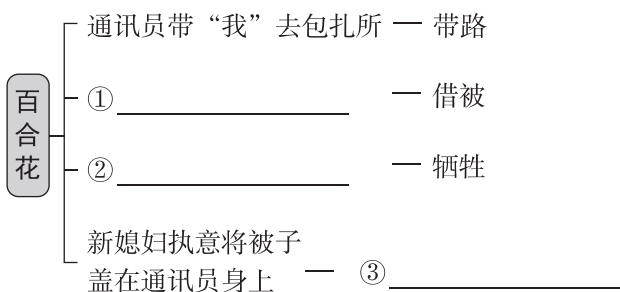 百合花
通讯员带“我”去包扎所 — 带路
① — 借被
② — 牺牲
新媳妇执意将被子
盖在通讯员身上 — ③